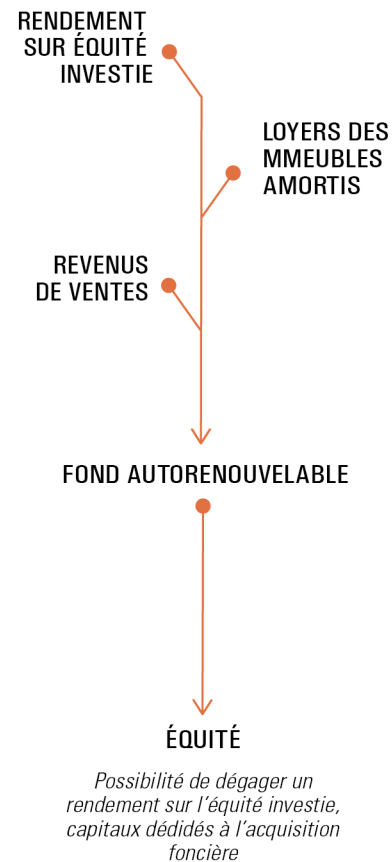 RENDEMENT
SUR ÉQUITÉ
INVESTIE
LOYERS DES
MMEUBLES
AMORTIS
REVENUS
DE VENTES
FOND AUTORENOUVELABLE
ÉQUITÉ
Possibilité de dégager un
rendement sur l'équité investie,
capitaux dédidés à l'acquisition
foncière